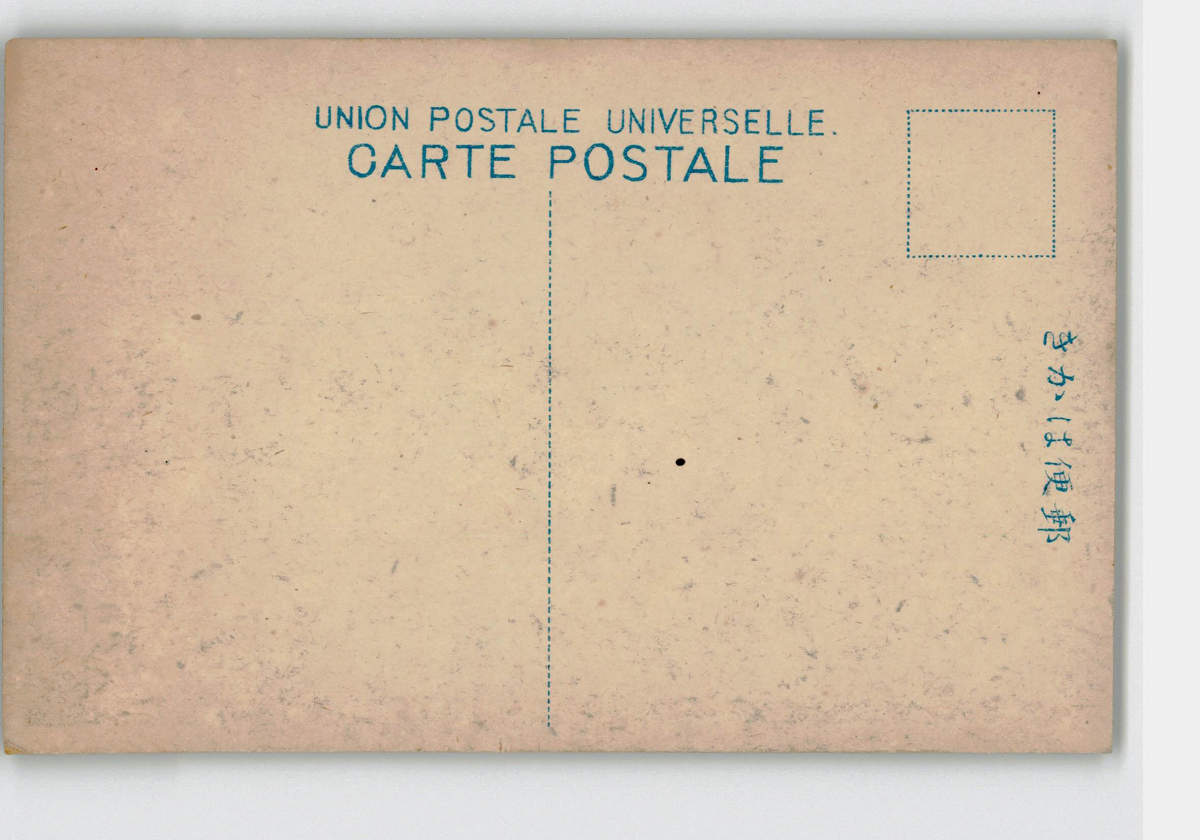 UNION POSTALE UNIVERSELLE.
CARTE POSTALE
郵便はかき